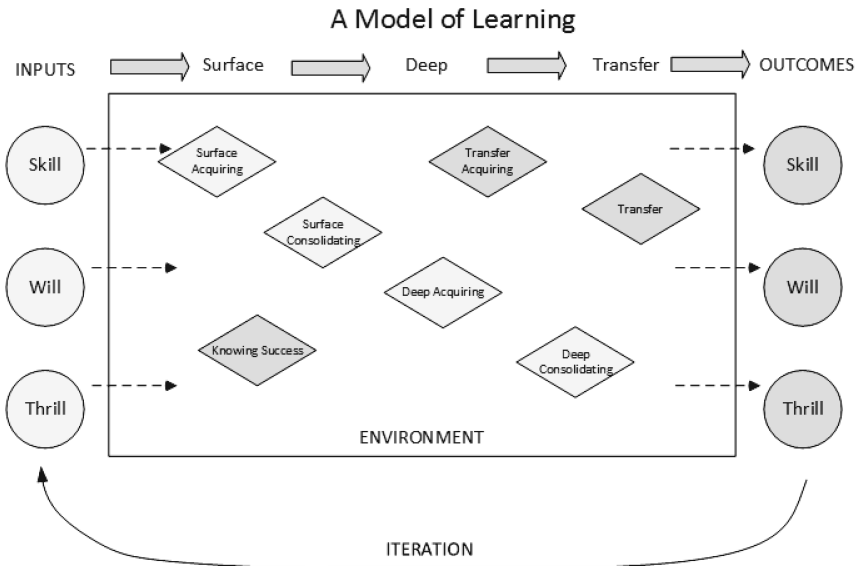 A Model of Learning
INPUTS
Surface
Deep
Transfer
OUTCOMES
Skill
Surface
Acquiring
Transfer
Acquiring
Skill
Transfer
Surface
Consolidating
Will
Deep Acquiring
Will
Knowing Success
Deep
Consolidating
Thrill
Thrill
ENVIRONMENT
ITERATION